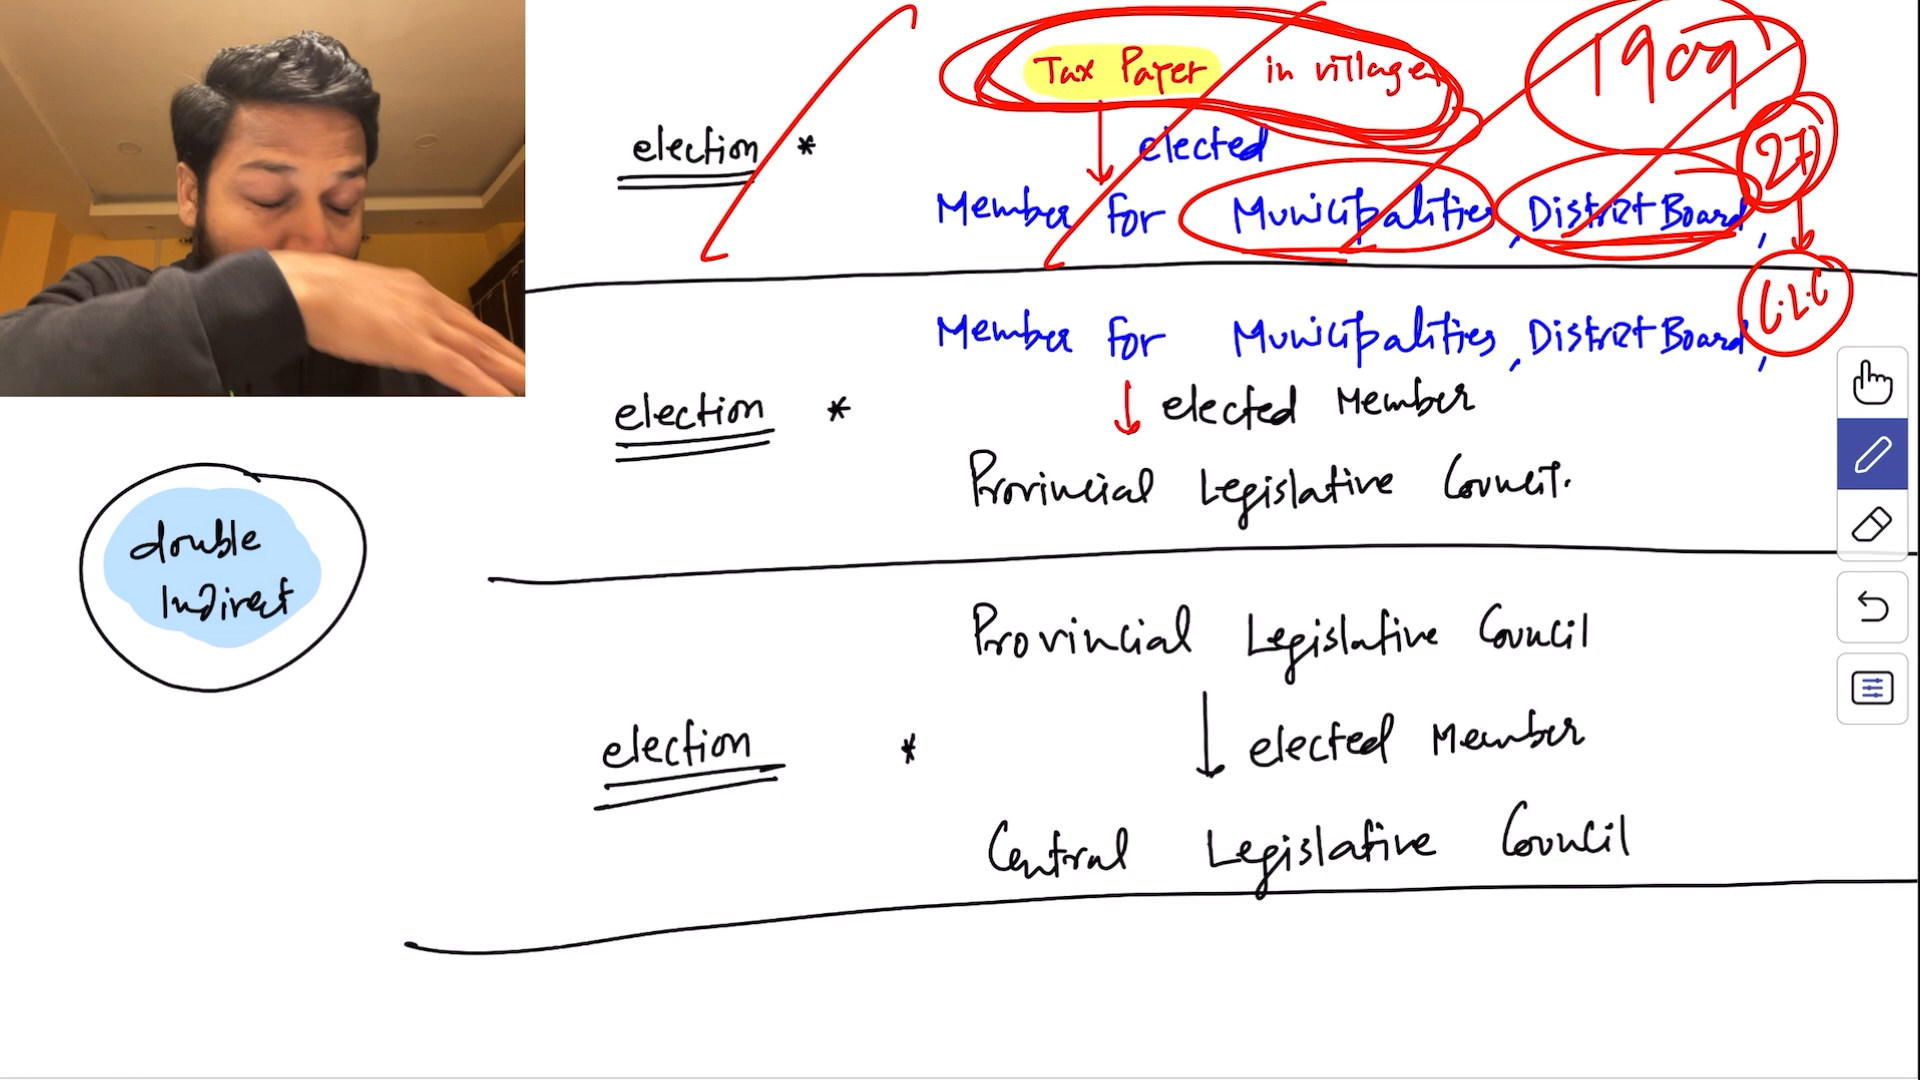 Tax Payer in villages
1909
election * elected
27
Member for Municipalities, District Board,
C.L.C
Member for Municipalities, District Board,
election * elected Member
Provincial Legislative Council.
double
Indirect
Provincial Legislative Council
election * elected Member
Central Legislative Council